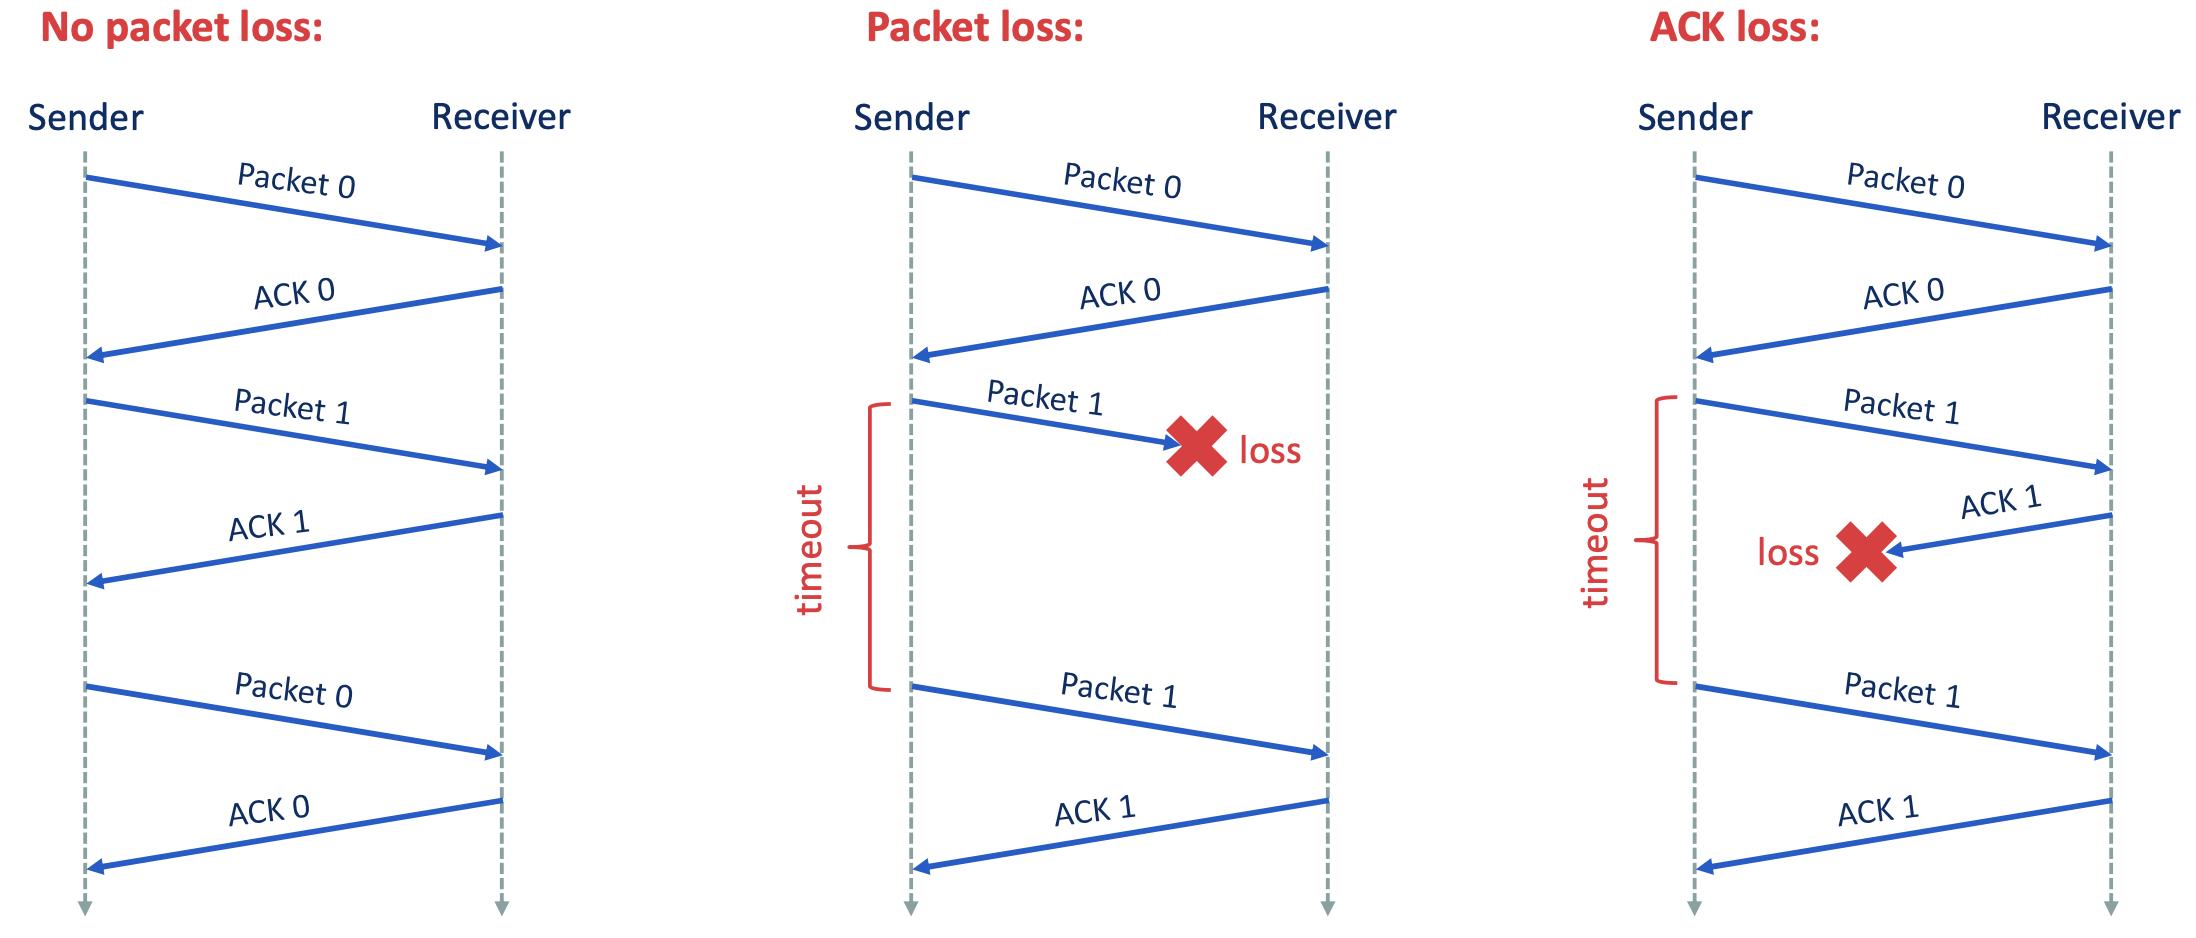 No packet loss:
Sender
Receiver
Packet 0
ACK 0
Packet 1
ACK 1
Packet 0
ACK 0
Packet loss:
Sender
Receiver
Packet 0
ACK 0
Packet 1
loss
timeout
Packet 1
ACK 1
ACK loss:
Sender
Receiver
Packet 0
ACK 0
Packet 1
ACK 1
loss
timeout
Packet 1
ACK 1